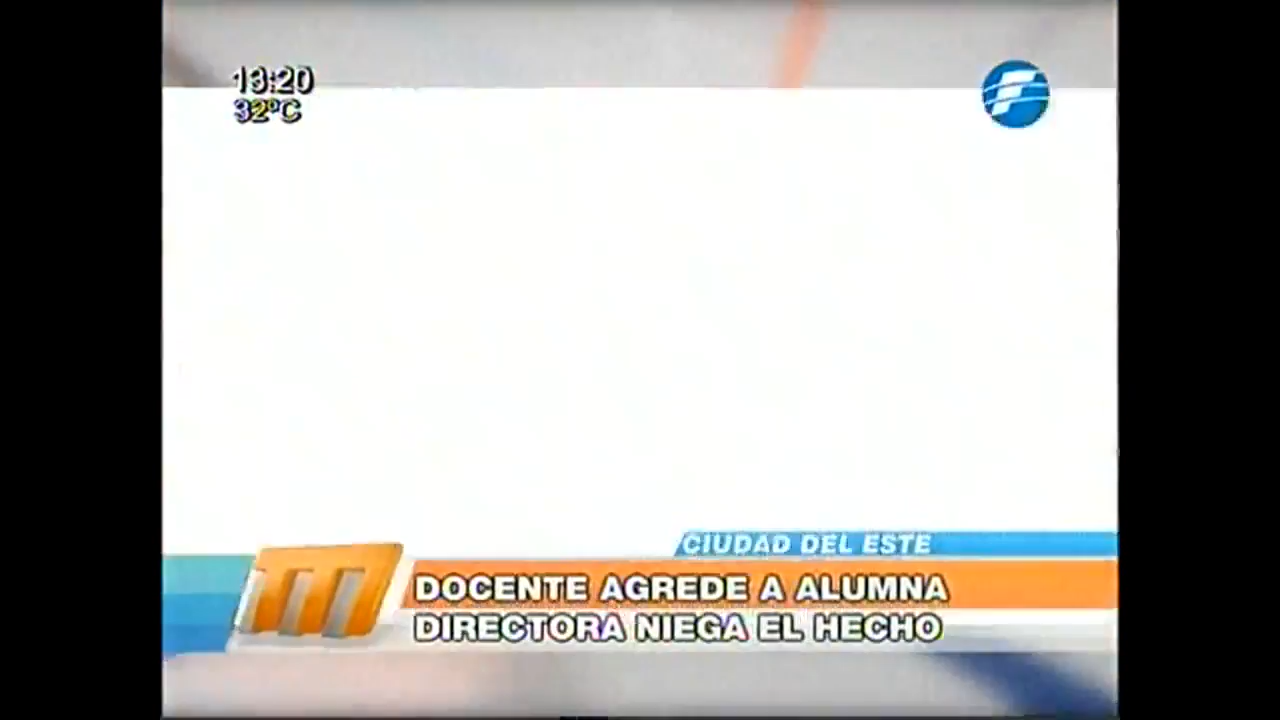 13:20
32°C
CIUDAD DEL ESTE
DOCENTE AGREDE A ALUMNA
DIRECTORA NIEGA EL HECHO